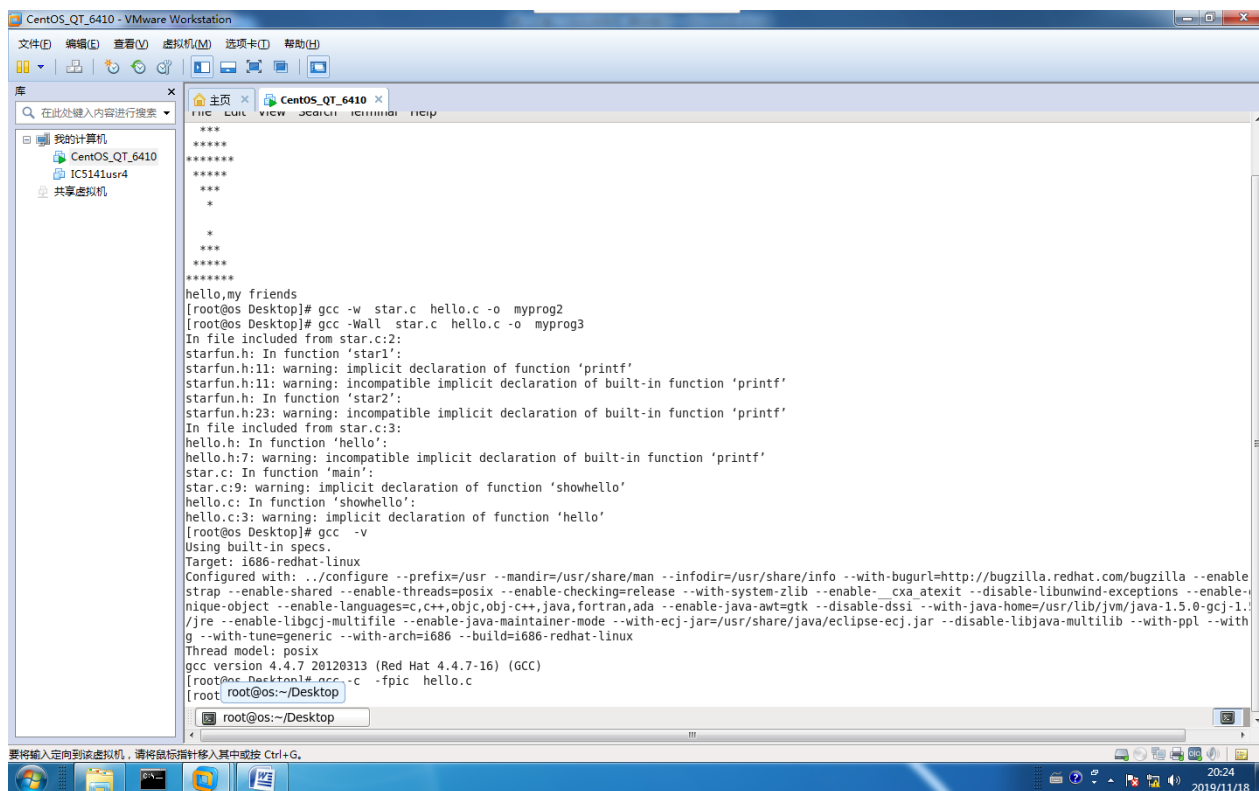 CentOS_QT_6410 - VMware Workstation
文件(F) 编辑(E) 查看(V) 虚拟机(M) 选项卡(T) 帮助(H)
库
在此处键入内容进行搜索
我的计算机
CentOS_QT_6410
IC5141usr4
共享虚拟机
主页
CentOS_QT_6410
File Edit View Search Terminal Help
***
*****
*******
*****
***
*
*
***
*****
*******
hello,my friends
[root@os Desktop]# gcc -w  star.c  hello.c -o  myprog2
[root@os Desktop]# gcc -Wall  star.c  hello.c -o  myprog3
In file included from star.c:2:
starfun.h: In function ‘star1’:
starfun.h:11: warning: implicit declaration of function ‘printf’
starfun.h:11: warning: incompatible implicit declaration of built-in function ‘printf’
starfun.h: In function ‘star2’:
starfun.h:23: warning: incompatible implicit declaration of built-in function ‘printf’
In file included from star.c:3:
hello.h: In function ‘hello’:
hello.h:7: warning: incompatible implicit declaration of built-in function ‘printf’
star.c: In function ‘main’:
star.c:9: warning: implicit declaration of function ‘showhello’
hello.c: In function ‘showhello’:
hello.c:3: warning: implicit declaration of function ‘hello’
[root@os Desktop]# gcc  -v
Using built-in specs.
Target: i686-redhat-linux
Configured with: ../configure --prefix=/usr --mandir=/usr/share/man --infodir=/usr/share/info --with-bugurl=http://bugzilla.redhat.com/bugzilla --enable
strap --enable-shared --enable-threads=posix --enable-checking=release --with-system-zlib --enable-__cxa_atexit --disable-libunwind-exceptions --enable-
nique-object --enable-languages=c,c++,objc,obj-c++,java,fortran,ada --enable-java-awt=gtk --disable-dssi --with-java-home=/usr/lib/jvm/java-1.5.0-gcj-1.
/jre --enable-libgcj-multifile --enable-java-maintainer-mode --with-ecj-jar=/usr/share/java/eclipse-ecj.jar --disable-libjava-multilib --with-ppl --with
g --with-tune=generic --with-arch=i686 --build=i686-redhat-linux
Thread model: posix
gcc version 4.4.7 20120313 (Red Hat 4.4.7-16) (GCC)
[root@os Desktop]# gcc -c  -fpic  hello.c
[root
root@os:~/Desktop
root@os:~/Desktop
要将输入定向到该虚拟机，请将鼠标指针移入其中或按 Ctrl+G。
20:24
2019/11/18